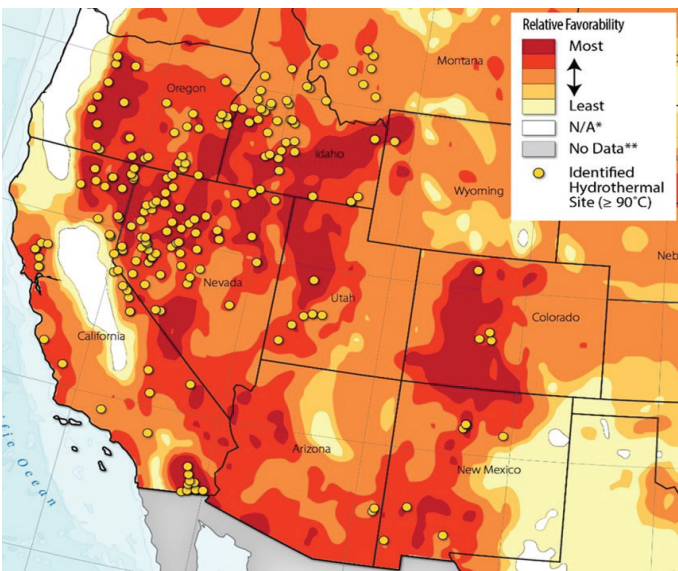 Relative Favorability
Most
Least
N/A*
No Data**
Identified
Hydrothermal
Site (≥ 90˚C)
Montana
Oregon
Idaho
Wyoming
Neb
Nevada
Utah
Colorado
California
Arizona
New Mexico
fic Ocean